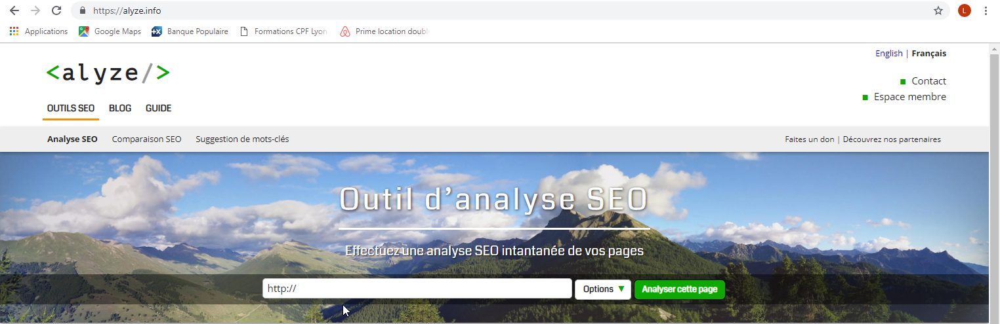 https://alyze.info
L
Applications Google Maps Banque Populaire Formations CPF Lyon Prime location doubl
English | Français
<alyze/>
Contact
Espace membre
OUTILS SEO BLOG GUIDE
Analyse SEO Comparaison SEO Suggestion de mots-clés Faites un don | Découvrez nos partenaires
Outil d'analyse SEO
Effectuez une analyse SEO intantanée de vos pages
http:// Options ▼ Analyser cette page